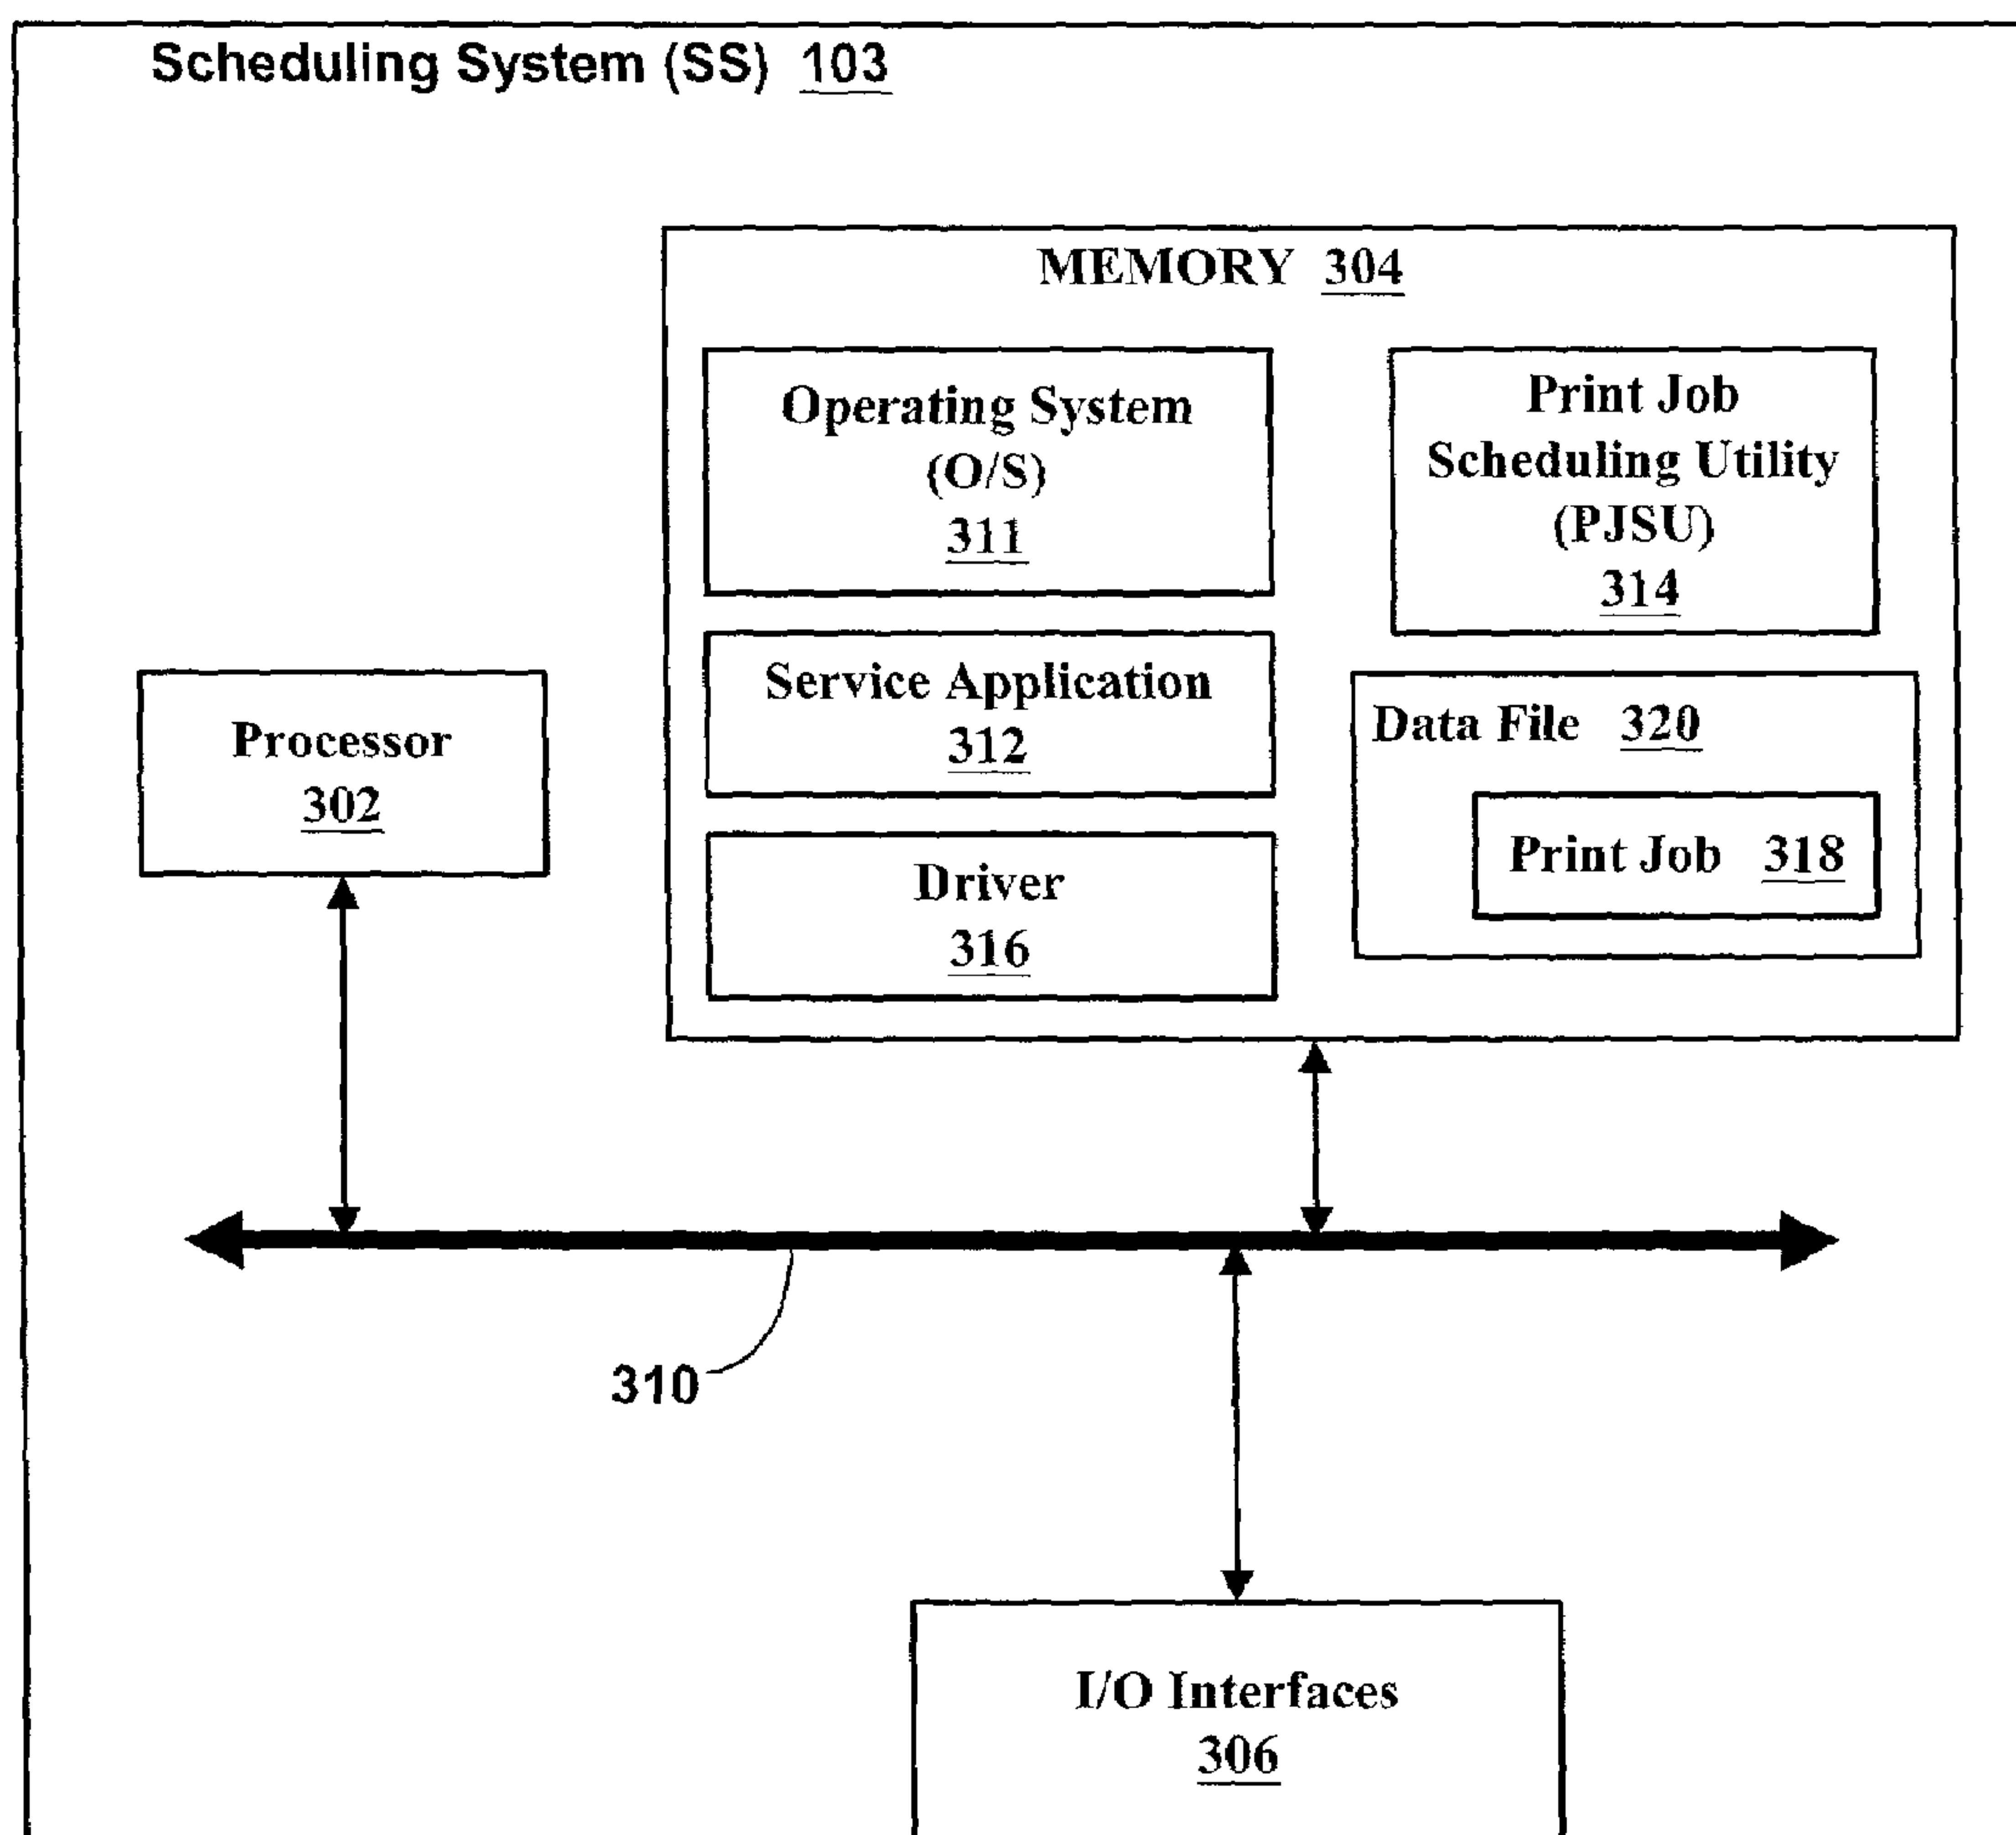 Scheduling System (SS) 103
MEMORY 304
Operating System
(O/S)
311
Print Job
Scheduling Utility
(PJSU)
314
Service Application
312
Processor
302
Data File 320
Print Job 318
Driver
316
310
I/O Interfaces
306